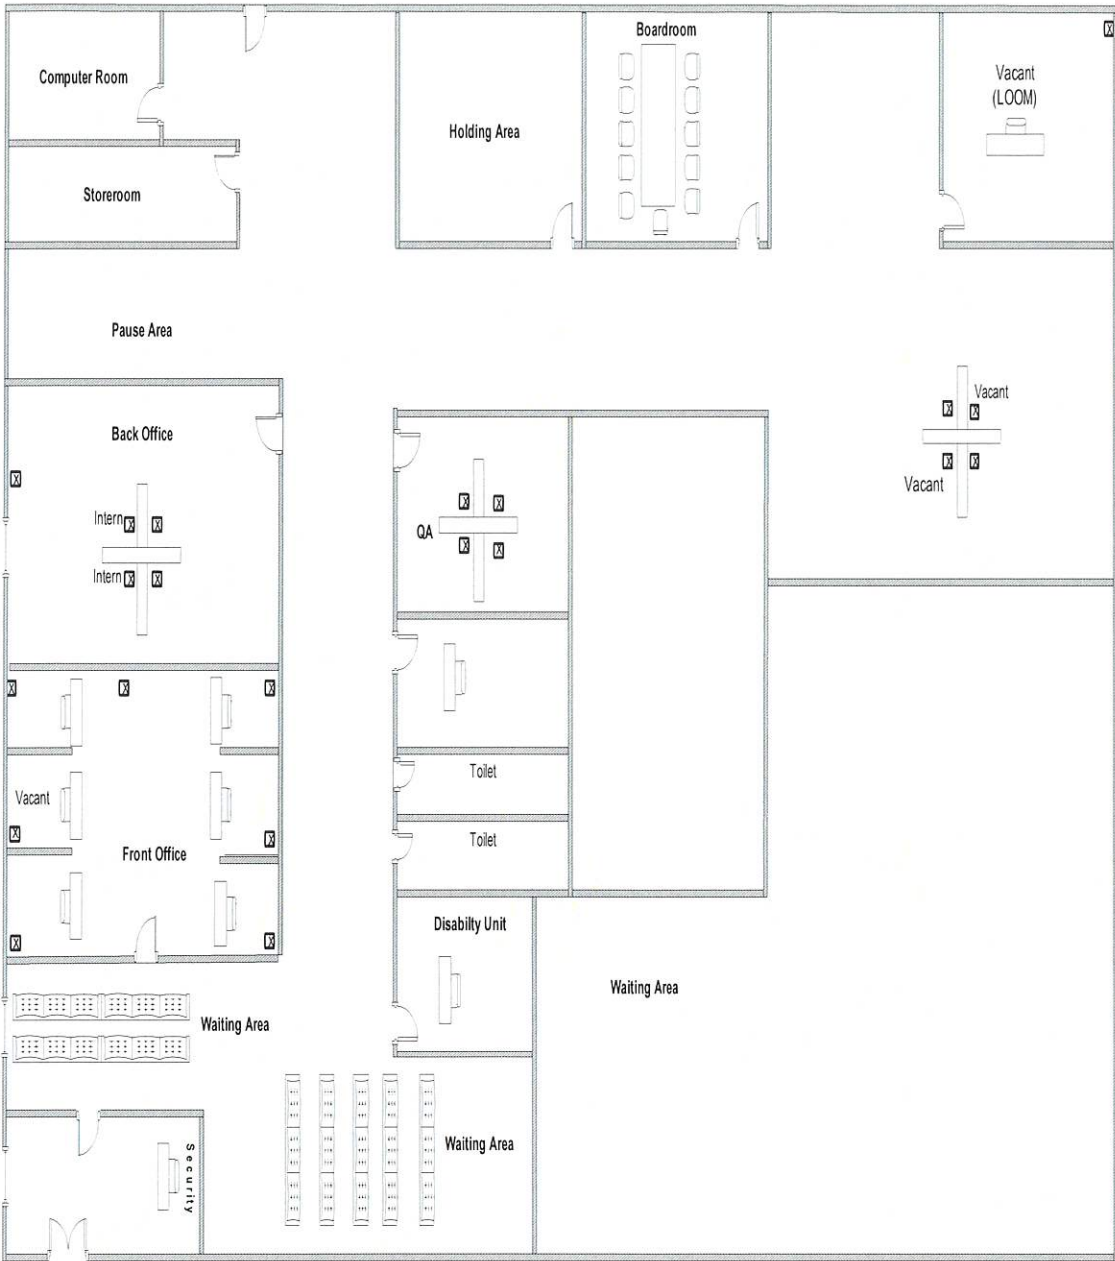 Boardroom
Computer Room
Vacant
(LOOM)
Holding Area
Storeroom
Pause Area
Vacant
Back Office
Vacant
Intern
QA
Intern
Toilet
Vacant
Toilet
Front Office
Disabilty Unit
Waiting Area
Waiting Area
Waiting Area
Security